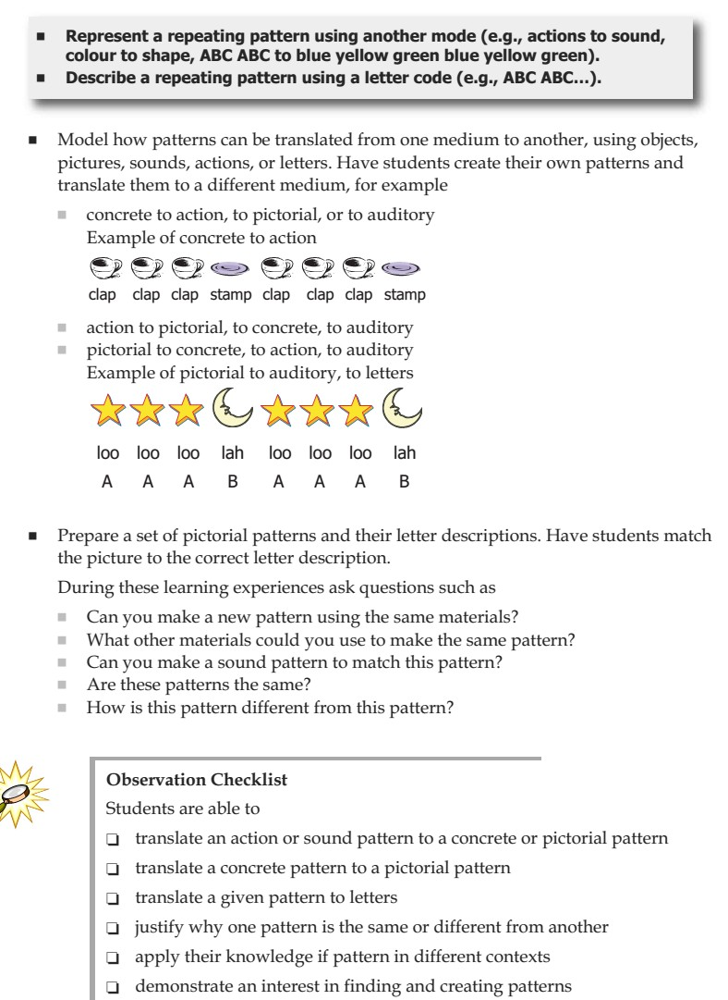 ▪ Represent a repeating pattern using another mode (e.g., actions to sound,
colour to shape, ABC ABC to blue yellow green blue yellow green).
▪ Describe a repeating pattern using a letter code (e.g., ABC ABC…).
▪ Model how patterns can be translated from one medium to another, using objects,
pictures, sounds, actions, or letters. Have students create their own patterns and
translate them to a different medium, for example
▪ concrete to action, to pictorial, or to auditory
Example of concrete to action
clap clap clap stamp clap clap clap stamp
▪ action to pictorial, to concrete, to auditory
▪ pictorial to concrete, to action, to auditory
Example of pictorial to auditory, to letters
loo loo loo lah loo loo loo lah
A A A B A A A B
▪ Prepare a set of pictorial patterns and their letter descriptions. Have students match
the picture to the correct letter description.
During these learning experiences ask questions such as
▪ Can you make a new pattern using the same materials?
▪ What other materials could you use to make the same pattern?
▪ Can you make a sound pattern to match this pattern?
▪ Are these patterns the same?
▪ How is this pattern different from this pattern?
Observation Checklist
Students are able to
❏ translate an action or sound pattern to a concrete or pictorial pattern
❏ translate a concrete pattern to a pictorial pattern
❏ translate a given pattern to letters
❏ justify why one pattern is the same or different from another
❏ apply their knowledge if pattern in different contexts
❏ demonstrate an interest in finding and creating patterns